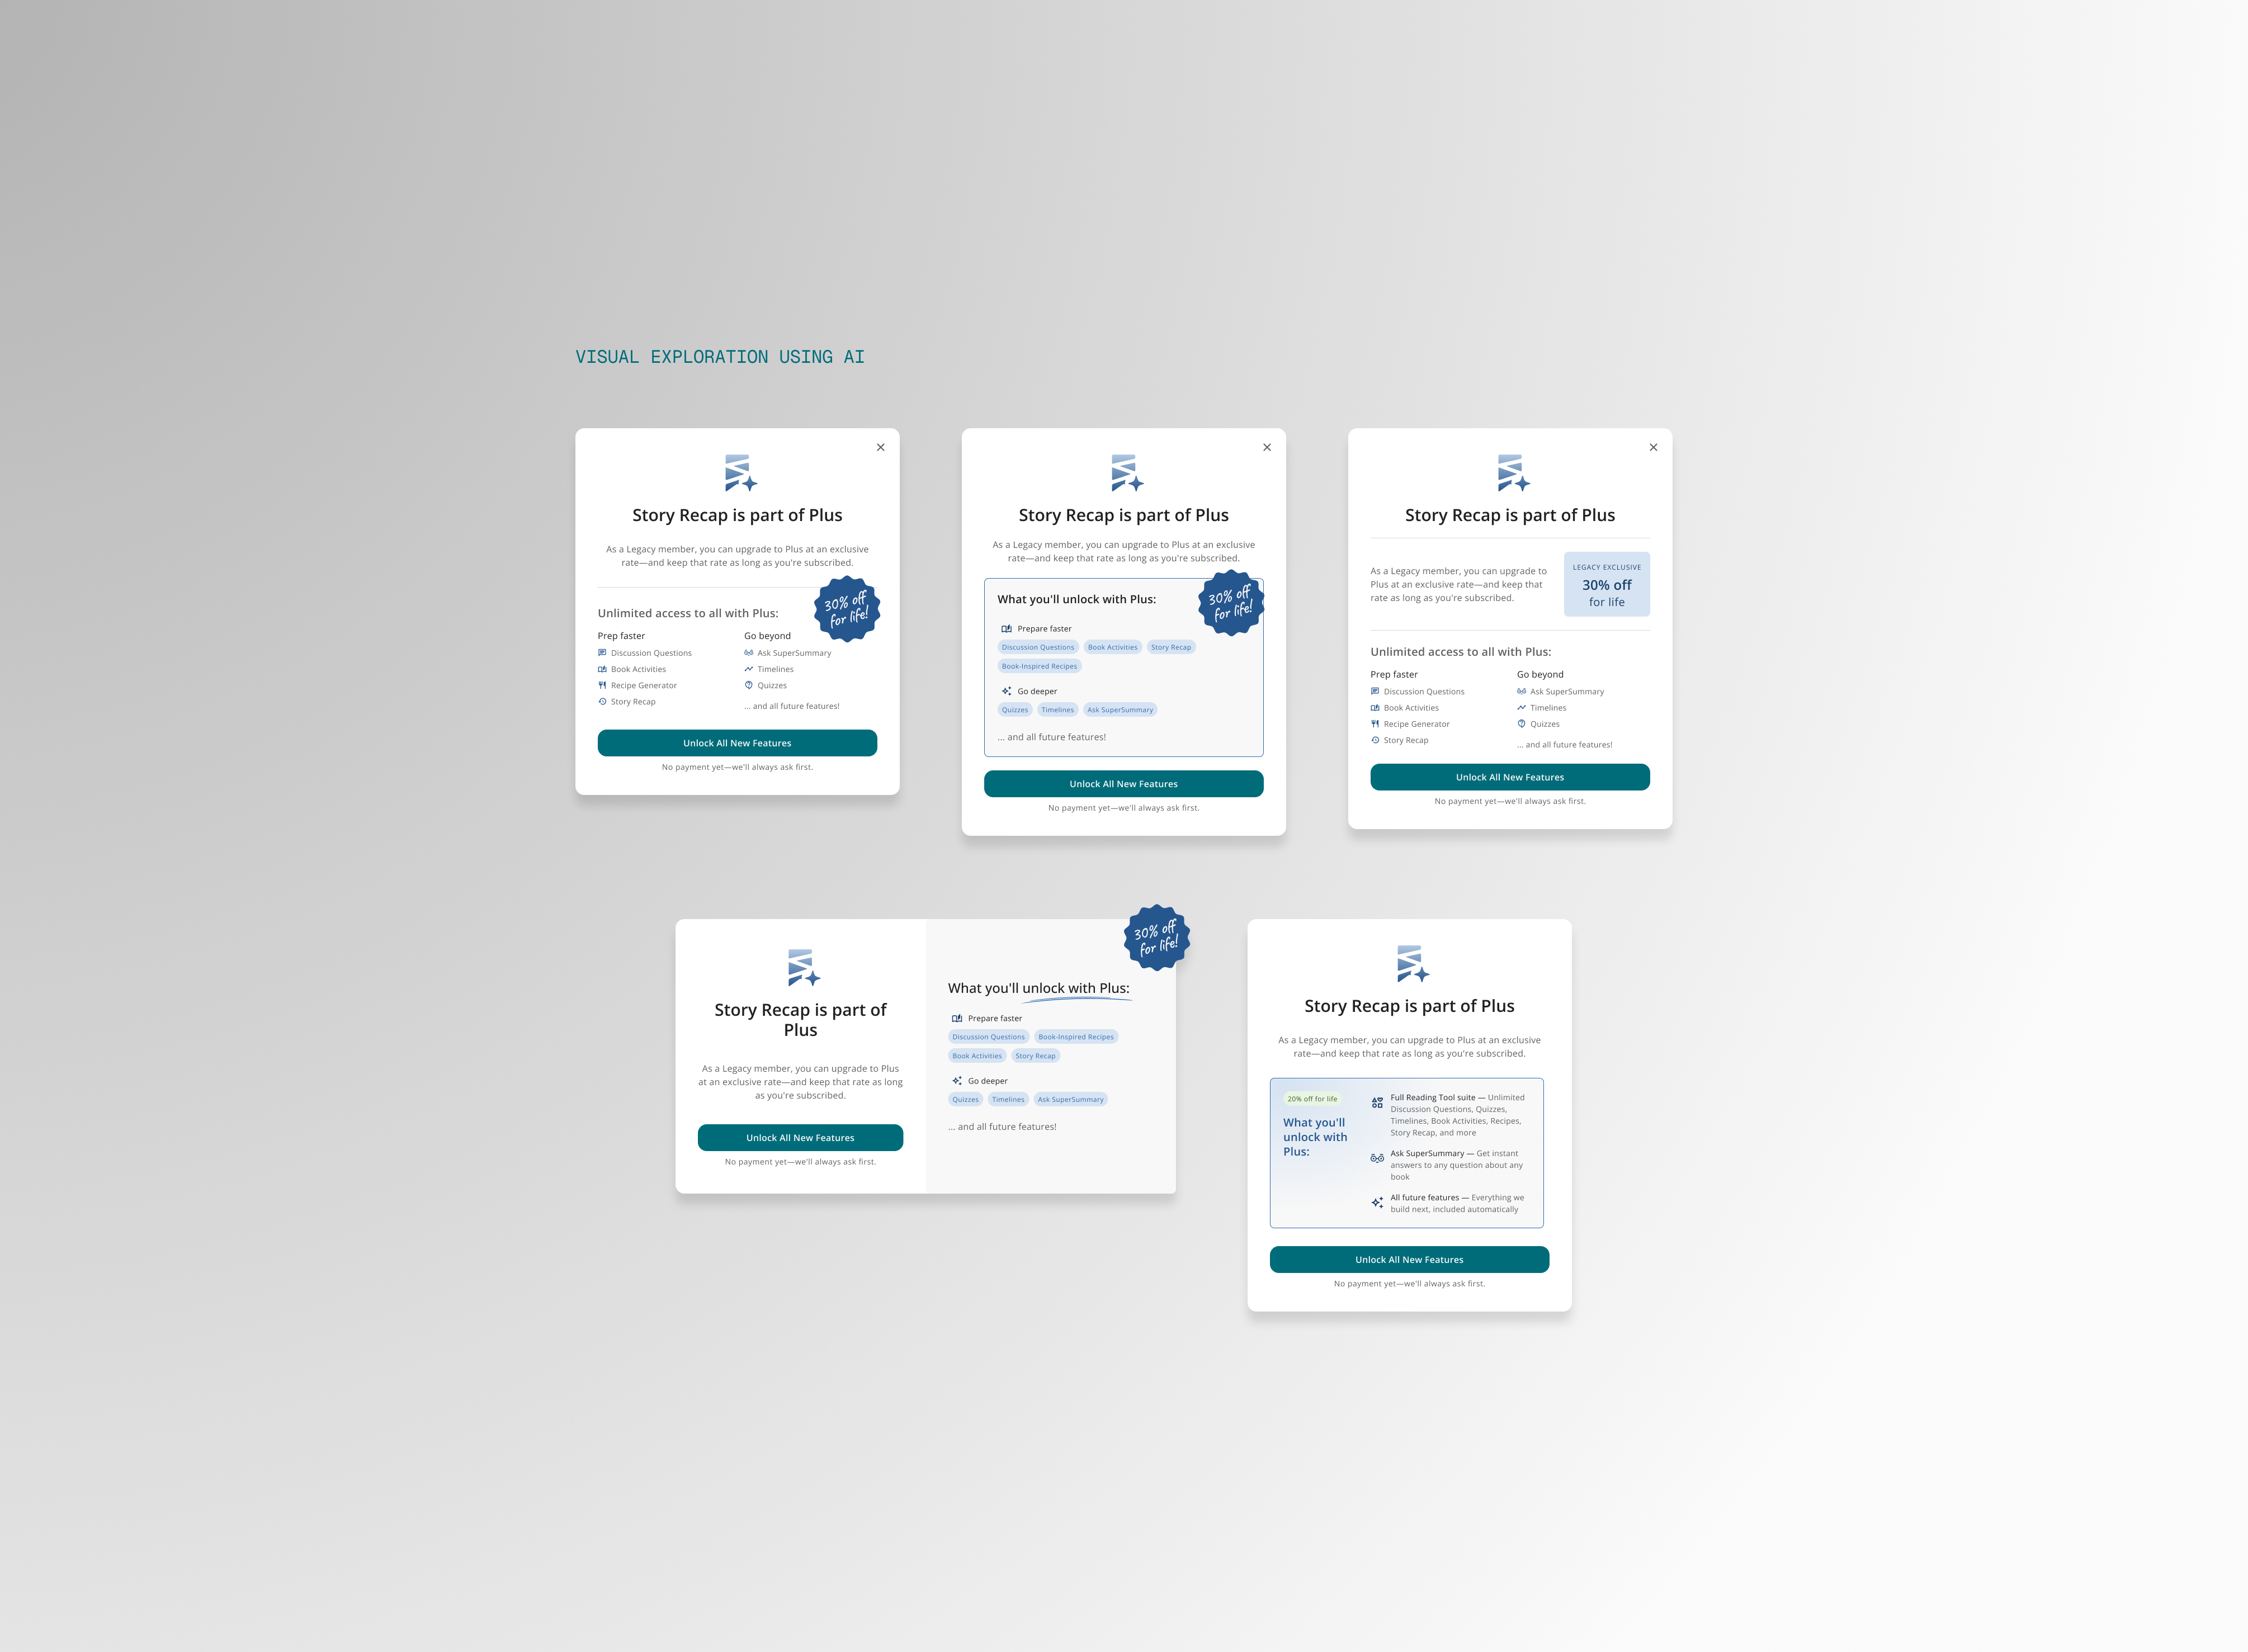 VISUAL EXPLORATION USING AI
Story Recap is part of Plus
As a Legacy member, you can upgrade to Plus at an exclusive
rate—and keep that rate as long as you're subscribed.
30% off
for life!
Unlimited access to all with Plus:
Prep faster
Discussion Questions
Book Activities
Recipe Generator
Story Recap
Go beyond
Ask SuperSummary
Timelines
Quizzes
... and all future features!
Unlock All New Features
No payment yet—we'll always ask first.
Story Recap is part of Plus
As a Legacy member, you can upgrade to Plus at an exclusive
rate—and keep that rate as long as you're subscribed.
30% off
for life!
What you'll unlock with Plus:
Prepare faster
Discussion Questions Book Activities Story Recap
Book-Inspired Recipes
Go deeper
Quizzes Timelines Ask SuperSummary
... and all future features!
Unlock All New Features
No payment yet—we'll always ask first.
Story Recap is part of Plus
As a Legacy member, you can upgrade to
Plus at an exclusive rate—and keep that
rate as long as you're subscribed.
LEGACY EXCLUSIVE
30% off
for life
Unlimited access to all with Plus:
Prep faster
Discussion Questions
Book Activities
Recipe Generator
Story Recap
Go beyond
Ask SuperSummary
Timelines
Quizzes
... and all future features!
Unlock All New Features
No payment yet—we'll always ask first.
Story Recap is part of
Plus
As a Legacy member, you can upgrade to Plus
at an exclusive rate—and keep that rate as long
as you're subscribed.
Unlock All New Features
No payment yet—we'll always ask first.
30% off
for life!
What you'll unlock with Plus:
Prepare faster
Discussion Questions Book-Inspired Recipes
Book Activities Story Recap
Go deeper
Quizzes Timelines Ask SuperSummary
... and all future features!
Story Recap is part of Plus
As a Legacy member, you can upgrade to Plus at an exclusive
rate—and keep that rate as long as you're subscribed.
20% off for life
What you'll
unlock with
Plus:
Full Reading Tool suite — Unlimited
Discussion Questions, Quizzes,
Timelines, Book Activities, Recipes,
Story Recap, and more
Ask SuperSummary — Get instant
answers to any question about any
book
All future features — Everything we
build next, included automatically
Unlock All New Features
No payment yet—we'll always ask first.